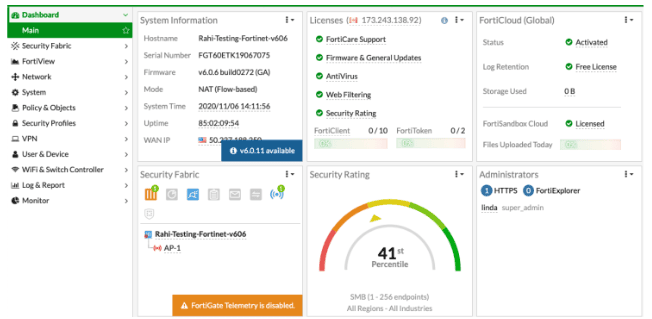 Dashboard
Main
Security Fabric
FortiView
Network
System
Policy & Objects
Security Profiles
VPN
User & Device
WiFi & Switch Controller
Log & Report
Monitor
System Information
Hostname Rahi-Testing-Fortinet-v606
Serial Number FGT60ETK19067075
Firmware v6.0.6 build0272 (GA)
Mode NAT (Flow-based)
System Time 2020/11/06 14:11:56
Uptime 85:02:09:54
WAN IP
v6.0.11 available
Licenses (173.243.138.92)
FortiCare Support
Firmware & General Updates
AntiVirus
Web Filtering
Security Rating
FortiClient 0/10 FortiToken 0/2
0%
0%
FortiCloud (Global)
Status Activated
Log Retention Free License
Storage Used 0 B
FortiSandbox Cloud Licensed
Files Uploaded Today 0%
Security Fabric
Rahi-Testing-Fortinet-v606
AP-1
FortiGate Telemetry is disabled.
Security Rating
41st
Percentile
SMB (1 - 256 endpoints)
All Regions - All Industries
Administrators
1 HTTPS 0 FortiExplorer
linda super_admin